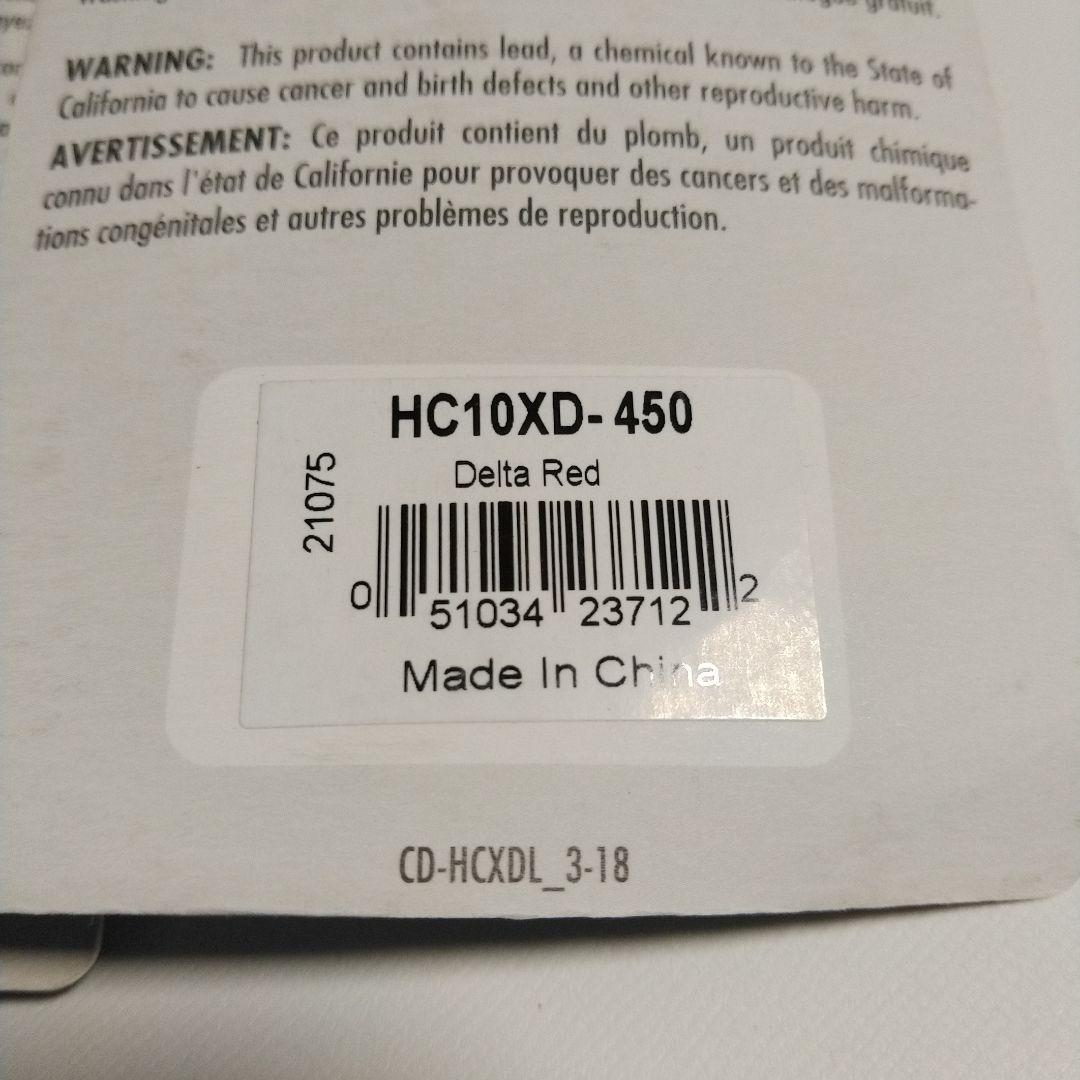 gratuit.
WARNING: This product contains lead, a chemical known to the State of
California to cause cancer and birth defects and other reproductive harm.
AVERTISSEMENT: Ce produit contient du plomb, un produit chimique
connu dans l'état de Californie pour provoquer des cancers et des malforma-
tions congénitales et autres problèmes de reproduction.
HC10XD- 450
Delta Red
21075
0 51034 23712 2
Made In China
CD-HCXDL_3-18